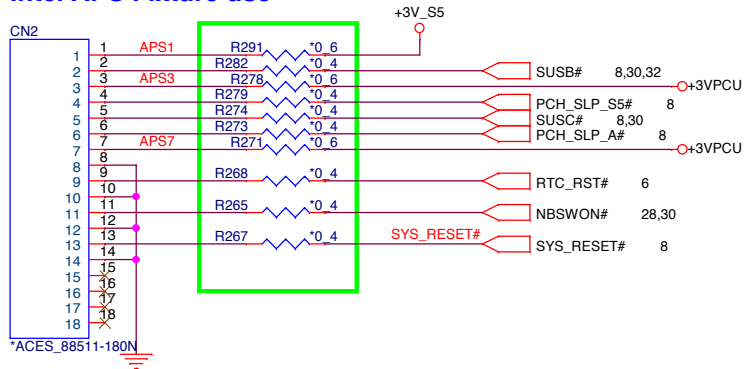 +3V_S5
CN2
1 1 APS1 R291 *0_6
2 2 R282 *0_4 SUSB# 8,30,32
3 3 APS3 R278 *0_6 +3VPCU
4 4 R279 *0_4 PCH_SLP_S5# 8
5 5 R274 *0_4 SUSC# 8,30
6 6 R273 *0_4 PCH_SLP_A# 8
7 7 APS7 R271 *0_6 +3VPCU
8 8
9 9 R268 *0_4 RTC_RST# 6
10 10
11 11 R265 *0_4 NBSWON# 28,30
12 12
13 13 R267 *0_4 SYS_RESET# SYS_RESET# 8
14 14
15 15
16 16
17 17
18 18
*ACES_88511-180N